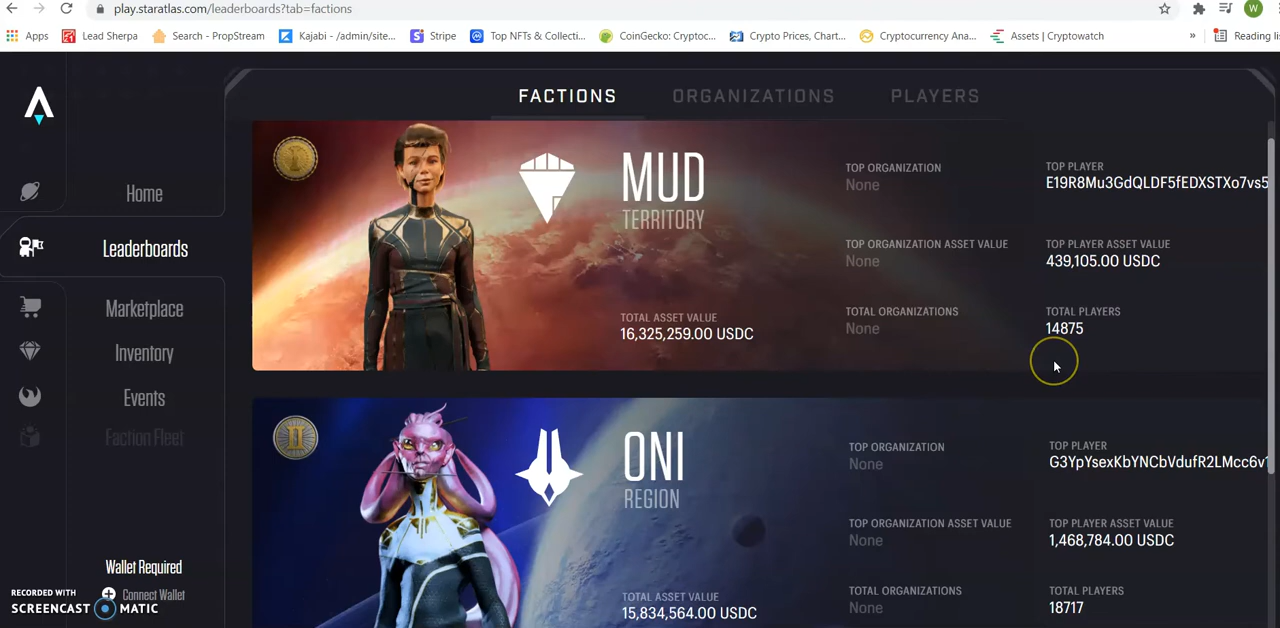 play.staratlas.com/leaderboards?tab=factions
W
Apps Lead Sherpa Search - PropStream Kajabi - /admin/site... Stripe Top NFTs & Collecti... CoinGecko: Cryptoc... Crypto Prices, Chart... Cryptocurrency Ana... Assets | Cryptowatch » Reading li
FACTIONS ORGANIZATIONS PLAYERS
Home
Leaderboards
Marketplace
Inventory
Events
Faction Fleet
Wallet Required
Connect Wallet
RECORDED WITH
SCREENCAST MATIC
I
MUD
TERRITORY
TOTAL ASSET VALUE
16,325,259.00 USDC
TOP ORGANIZATION
None
TOP ORGANIZATION ASSET VALUE
None
TOTAL ORGANIZATIONS
None
TOP PLAYER
E19R8Mu3GdQLDF5fEDXSTXo7vs5
TOP PLAYER ASSET VALUE
439,105.00 USDC
TOTAL PLAYERS
14875
II
ONI
REGION
TOTAL ASSET VALUE
15,834,564.00 USDC
TOP ORGANIZATION
None
TOP ORGANIZATION ASSET VALUE
None
TOTAL ORGANIZATIONS
None
TOP PLAYER
G3YpYsexKbYNCbVdufR2LMcc6v1
TOP PLAYER ASSET VALUE
1,468,784.00 USDC
TOTAL PLAYERS
18717